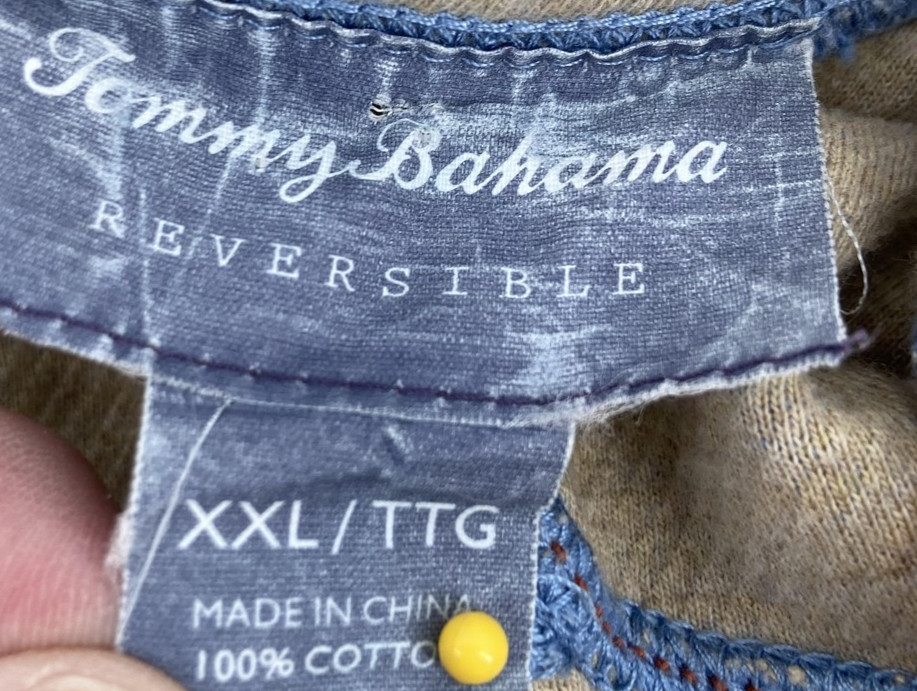 Tommy Bahama
REVERSIBLE
XXL / TTG
MADE IN CHINA
100% COTTO